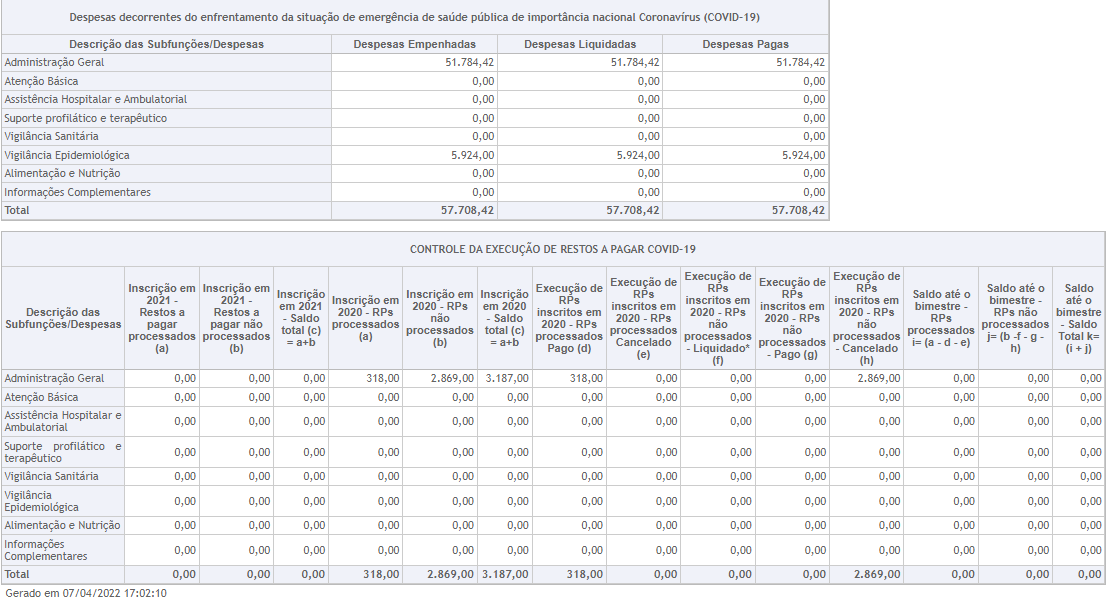 Despesas decorrentes do enfrentamento da situação de emergência de saúde pública de importância nacional Coronavírus (COVID-19)
Descrição das Subfunções/Despesas Despesas Empenhadas Despesas Liquidadas Despesas Pagas
Administração Geral 51.784,42 51.784,42 51.784,42
Atenção Básica 0,00 0,00 0,00
Assistência Hospitalar e Ambulatorial 0,00 0,00 0,00
Suporte profilático e terapêutico 0,00 0,00 0,00
Vigilância Sanitária 0,00 0,00 0,00
Vigilância Epidemiológica 5.924,00 5.924,00 5.924,00
Alimentação e Nutrição 0,00 0,00 0,00
Informações Complementares 0,00 0,00 0,00
Total 57.708,42 57.708,42 57.708,42
CONTROLE DA EXECUÇÃO DE RESTOS A PAGAR COVID-19
Descrição das Subfunções/Despesas Inscrição em 2021 - Restos a pagar processados (a) Inscrição em 2021 - Restos a pagar não processados (b) Inscrição em 2021 - Saldo total (c) = a+b Inscrição em 2020 - RPs processados (a) Inscrição em 2020 - RPs não processados (b) Inscrição em 2020 - Saldo total (c) = a+b Execução de RPs inscritos em 2020 - RPs processados Pago (d) Execução de RPs inscritos em 2020 - RPs processados Cancelado (e) Execução de RPs inscritos em 2020 - RPs não processados - Liquidado* (f) Execução de RPs inscritos em 2020 - RPs não processados - Pago (g) Execução de RPs inscritos em 2020 - RPs não processados - Cancelado (h) Saldo até o bimestre - RPs processados i= (a - d - e) Saldo até o bimestre - RPs não processados j= (b -f - g - h) Saldo até o bimestre - Saldo Total k= (i + j)
Administração Geral 0,00 0,00 0,00 318,00 2.869,00 3.187,00 318,00 0,00 0,00 0,00 2.869,00 0,00 0,00 0,00
Atenção Básica 0,00 0,00 0,00 0,00 0,00 0,00 0,00 0,00 0,00 0,00 0,00 0,00 0,00 0,00
Assistência Hospitalar e Ambulatorial 0,00 0,00 0,00 0,00 0,00 0,00 0,00 0,00 0,00 0,00 0,00 0,00 0,00 0,00
Suporte profilático e terapêutico 0,00 0,00 0,00 0,00 0,00 0,00 0,00 0,00 0,00 0,00 0,00 0,00 0,00 0,00
Vigilância Sanitária 0,00 0,00 0,00 0,00 0,00 0,00 0,00 0,00 0,00 0,00 0,00 0,00 0,00 0,00
Vigilância Epidemiológica 0,00 0,00 0,00 0,00 0,00 0,00 0,00 0,00 0,00 0,00 0,00 0,00 0,00 0,00
Alimentação e Nutrição 0,00 0,00 0,00 0,00 0,00 0,00 0,00 0,00 0,00 0,00 0,00 0,00 0,00 0,00
Informações Complementares 0,00 0,00 0,00 0,00 0,00 0,00 0,00 0,00 0,00 0,00 0,00 0,00 0,00 0,00
Total 0,00 0,00 0,00 318,00 2.869,00 3.187,00 318,00 0,00 0,00 0,00 2.869,00 0,00 0,00 0,00
Gerado em 07/04/2022 17:02:10